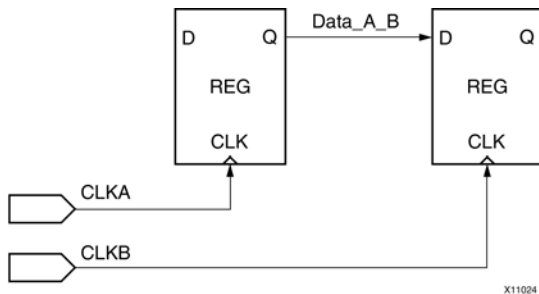 Data_A_B
D Q D Q
REG REG
CLK CLK
CLKA
CLKB
X11024